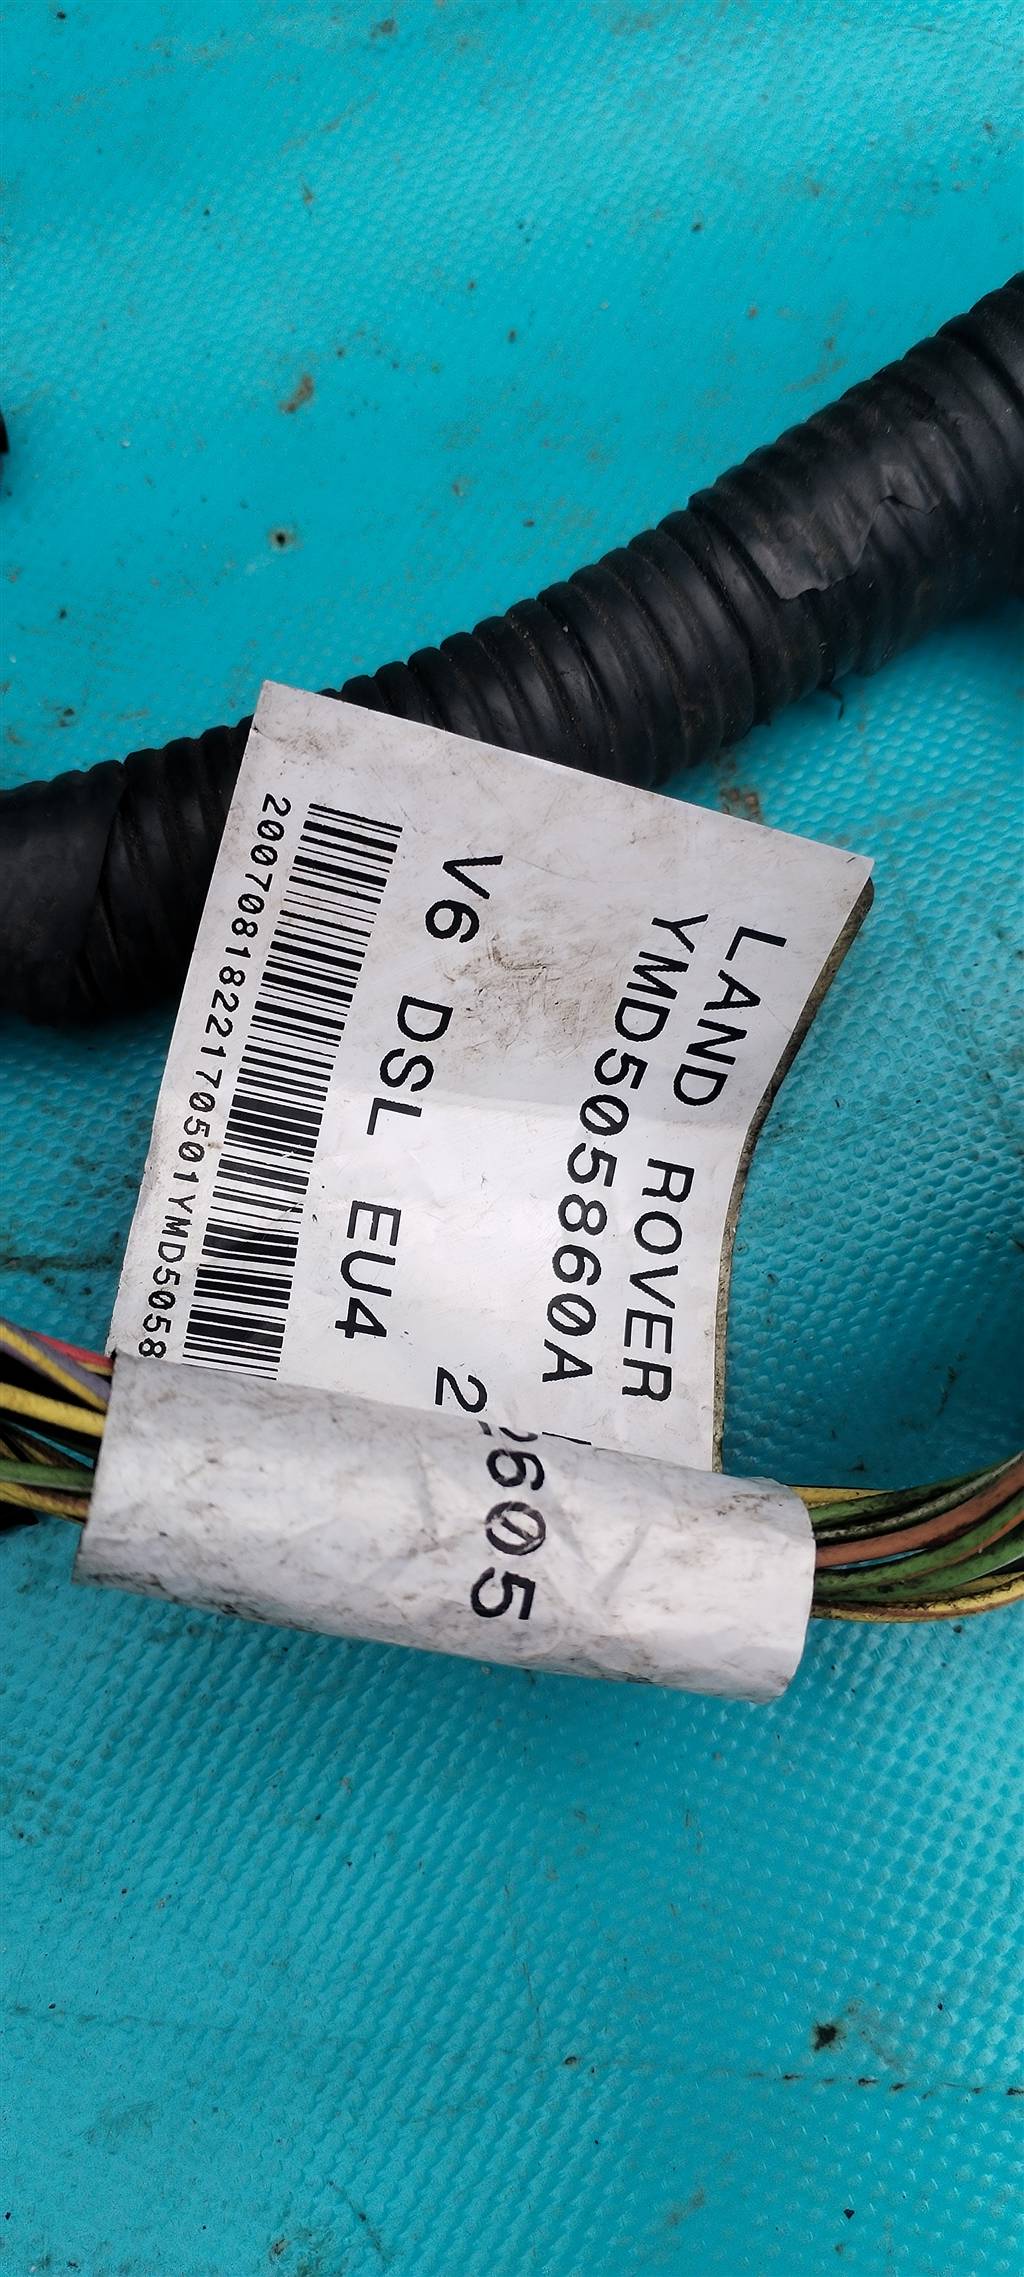 LAND ROVER
YMD505860A
V6 DSL EU4
2007081822170501YMD5058